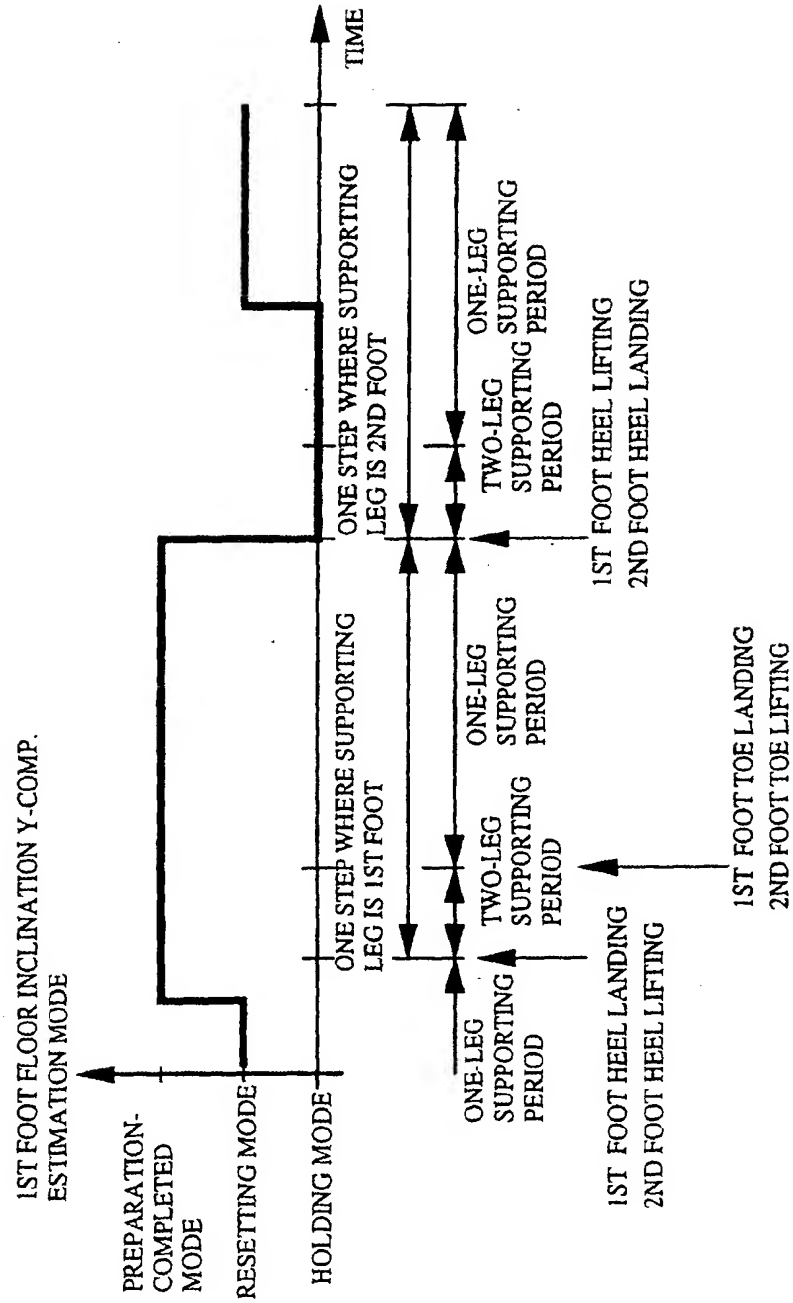 1ST FOOT FLOOR INCLINATION Y-COMP.
ESTIMATION MODE
PREPARATION-
COMPLETED
MODE
RESETTING MODE
HOLDING MODE
TIME
ONE STEP WHERE SUPPORTING
LEG IS 1ST FOOT
ONE STEP WHERE SUPPORTING
LEG IS 2ND FOOT
ONE-LEG
SUPPORTING
PERIOD
TWO-LEG
SUPPORTING
PERIOD
ONE-LEG
SUPPORTING
PERIOD
TWO-LEG
SUPPORTING
PERIOD
ONE-LEG
SUPPORTING
PERIOD
1ST FOOT HEEL LANDING
2ND FOOT HEEL LIFTING
1ST FOOT TOE LANDING
2ND FOOT TOE LIFTING
1ST FOOT HEEL LIFTING
2ND FOOT HEEL LANDING